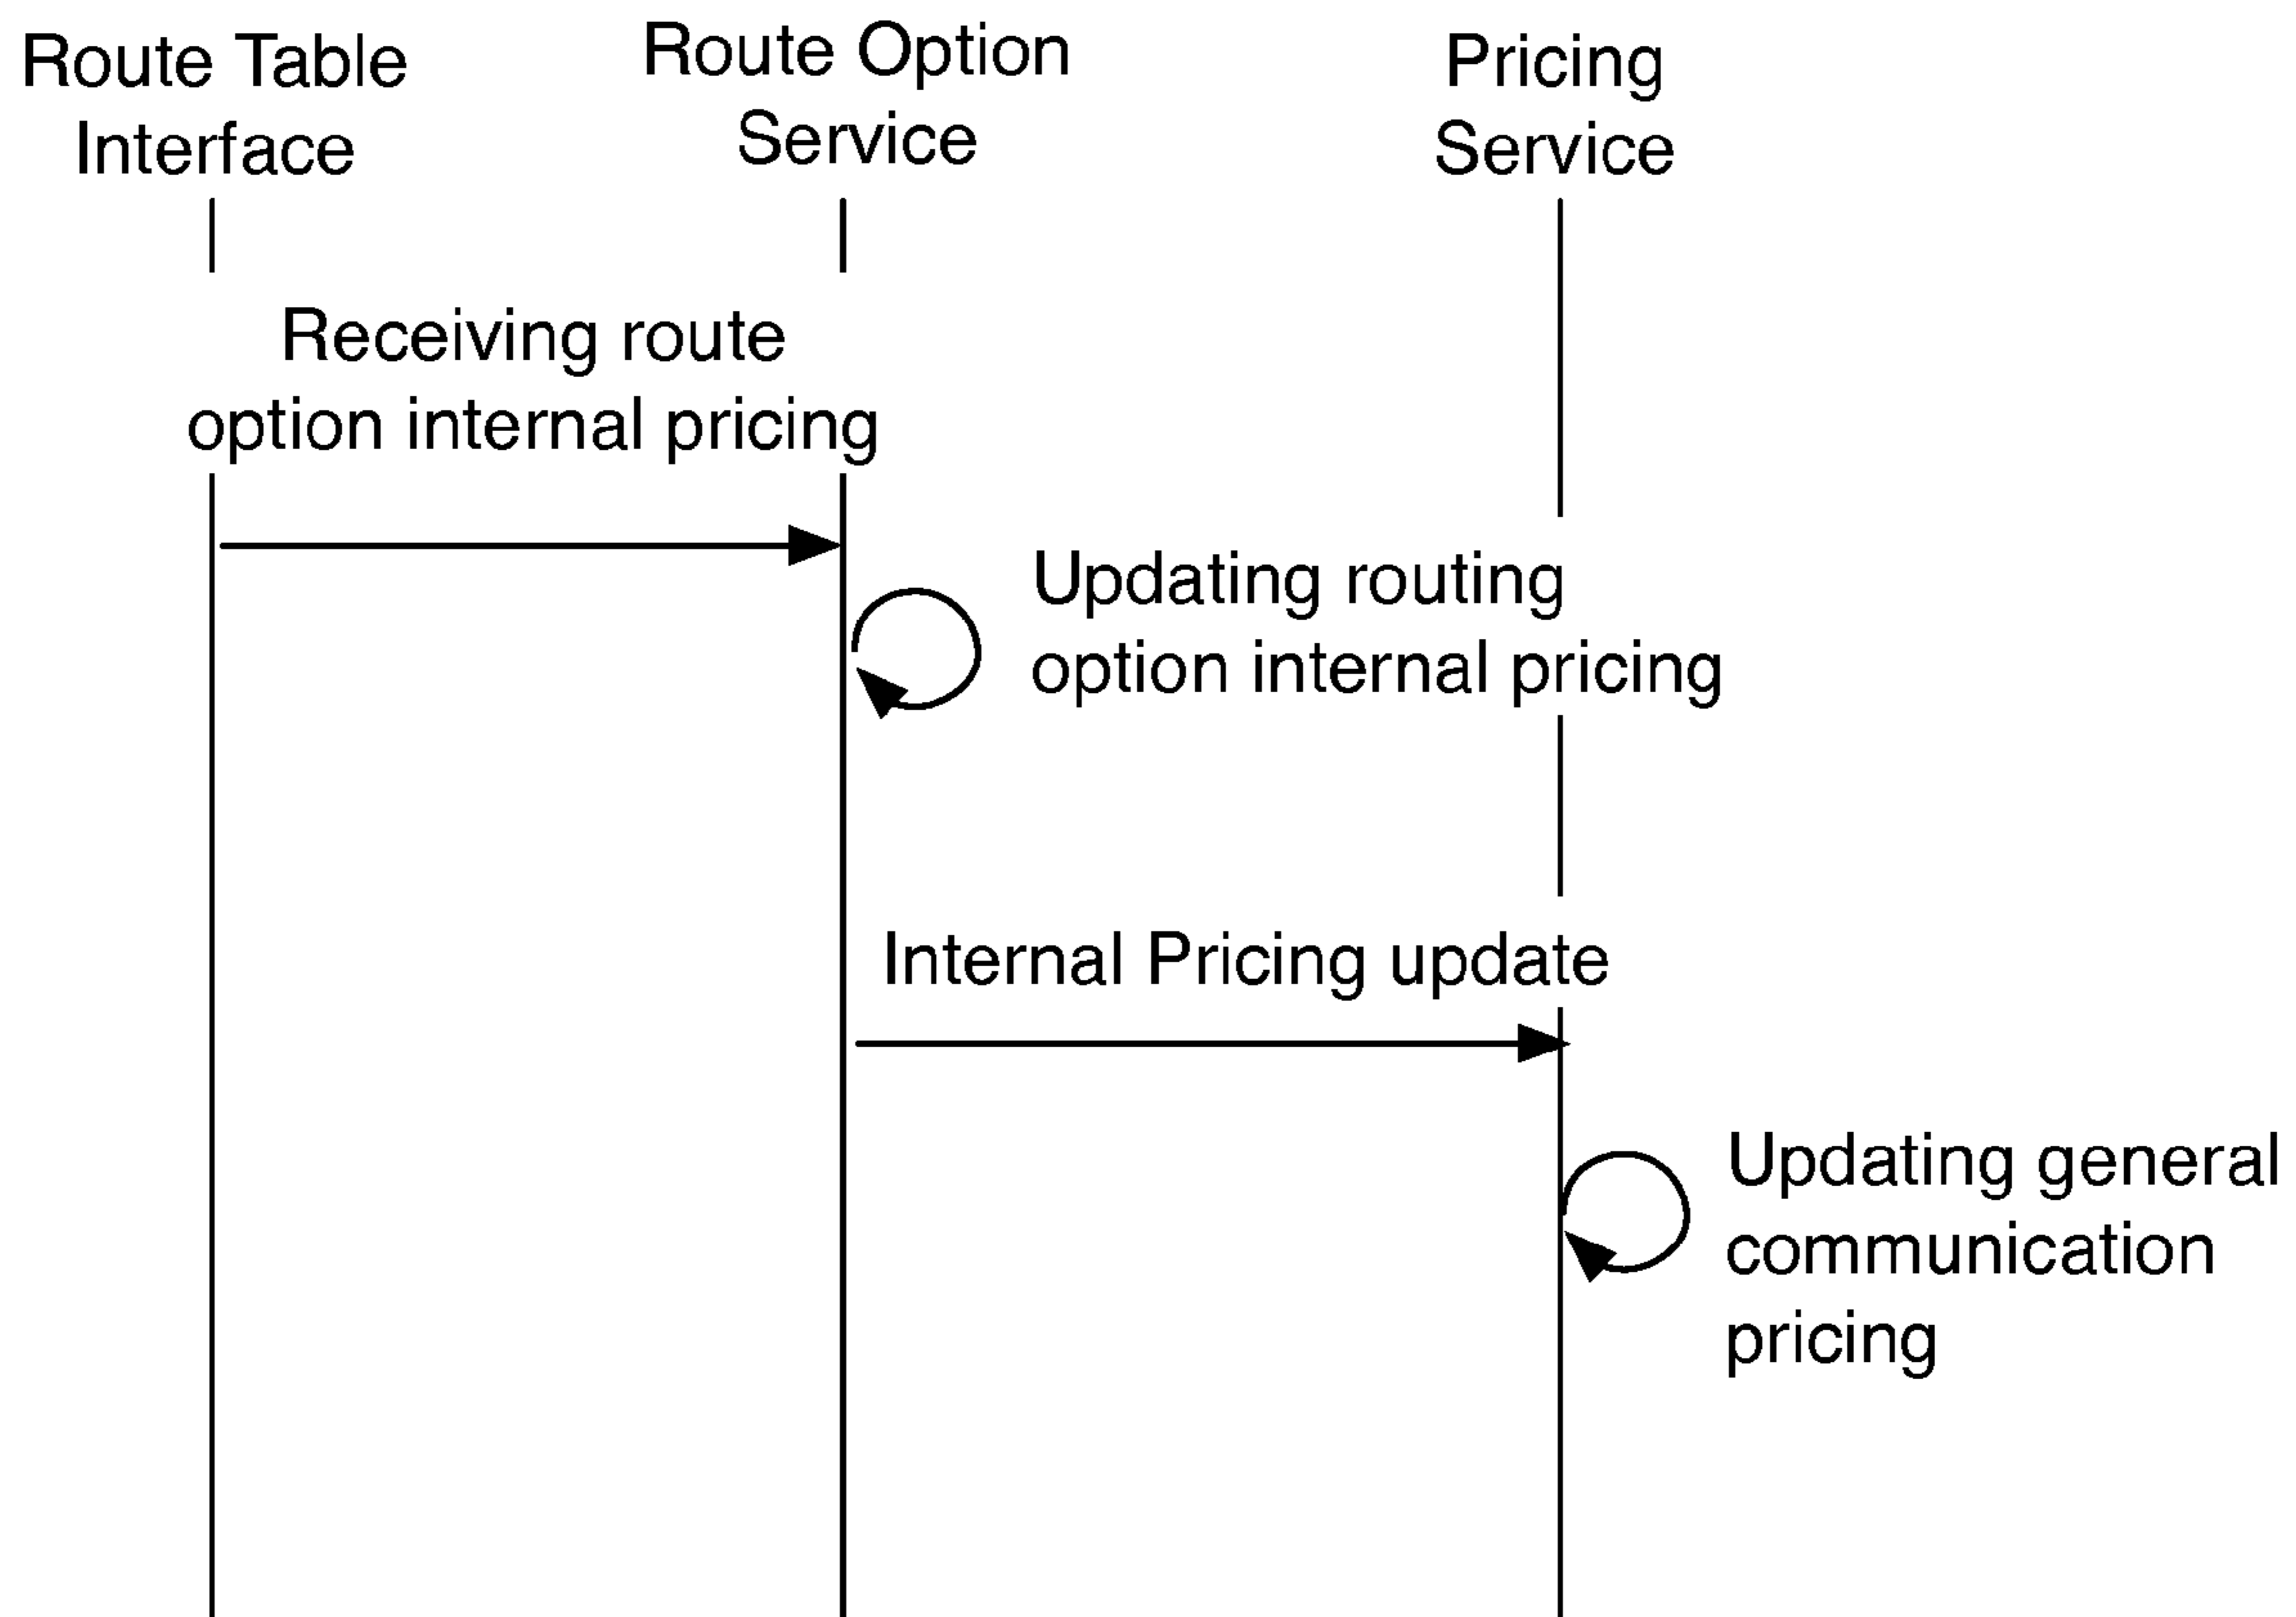 Route Table
Interface
Route Option
Service
Pricing
Service
Receiving route
option internal pricing
Updating routing
option internal pricing
Internal Pricing update
Updating general
communication
pricing